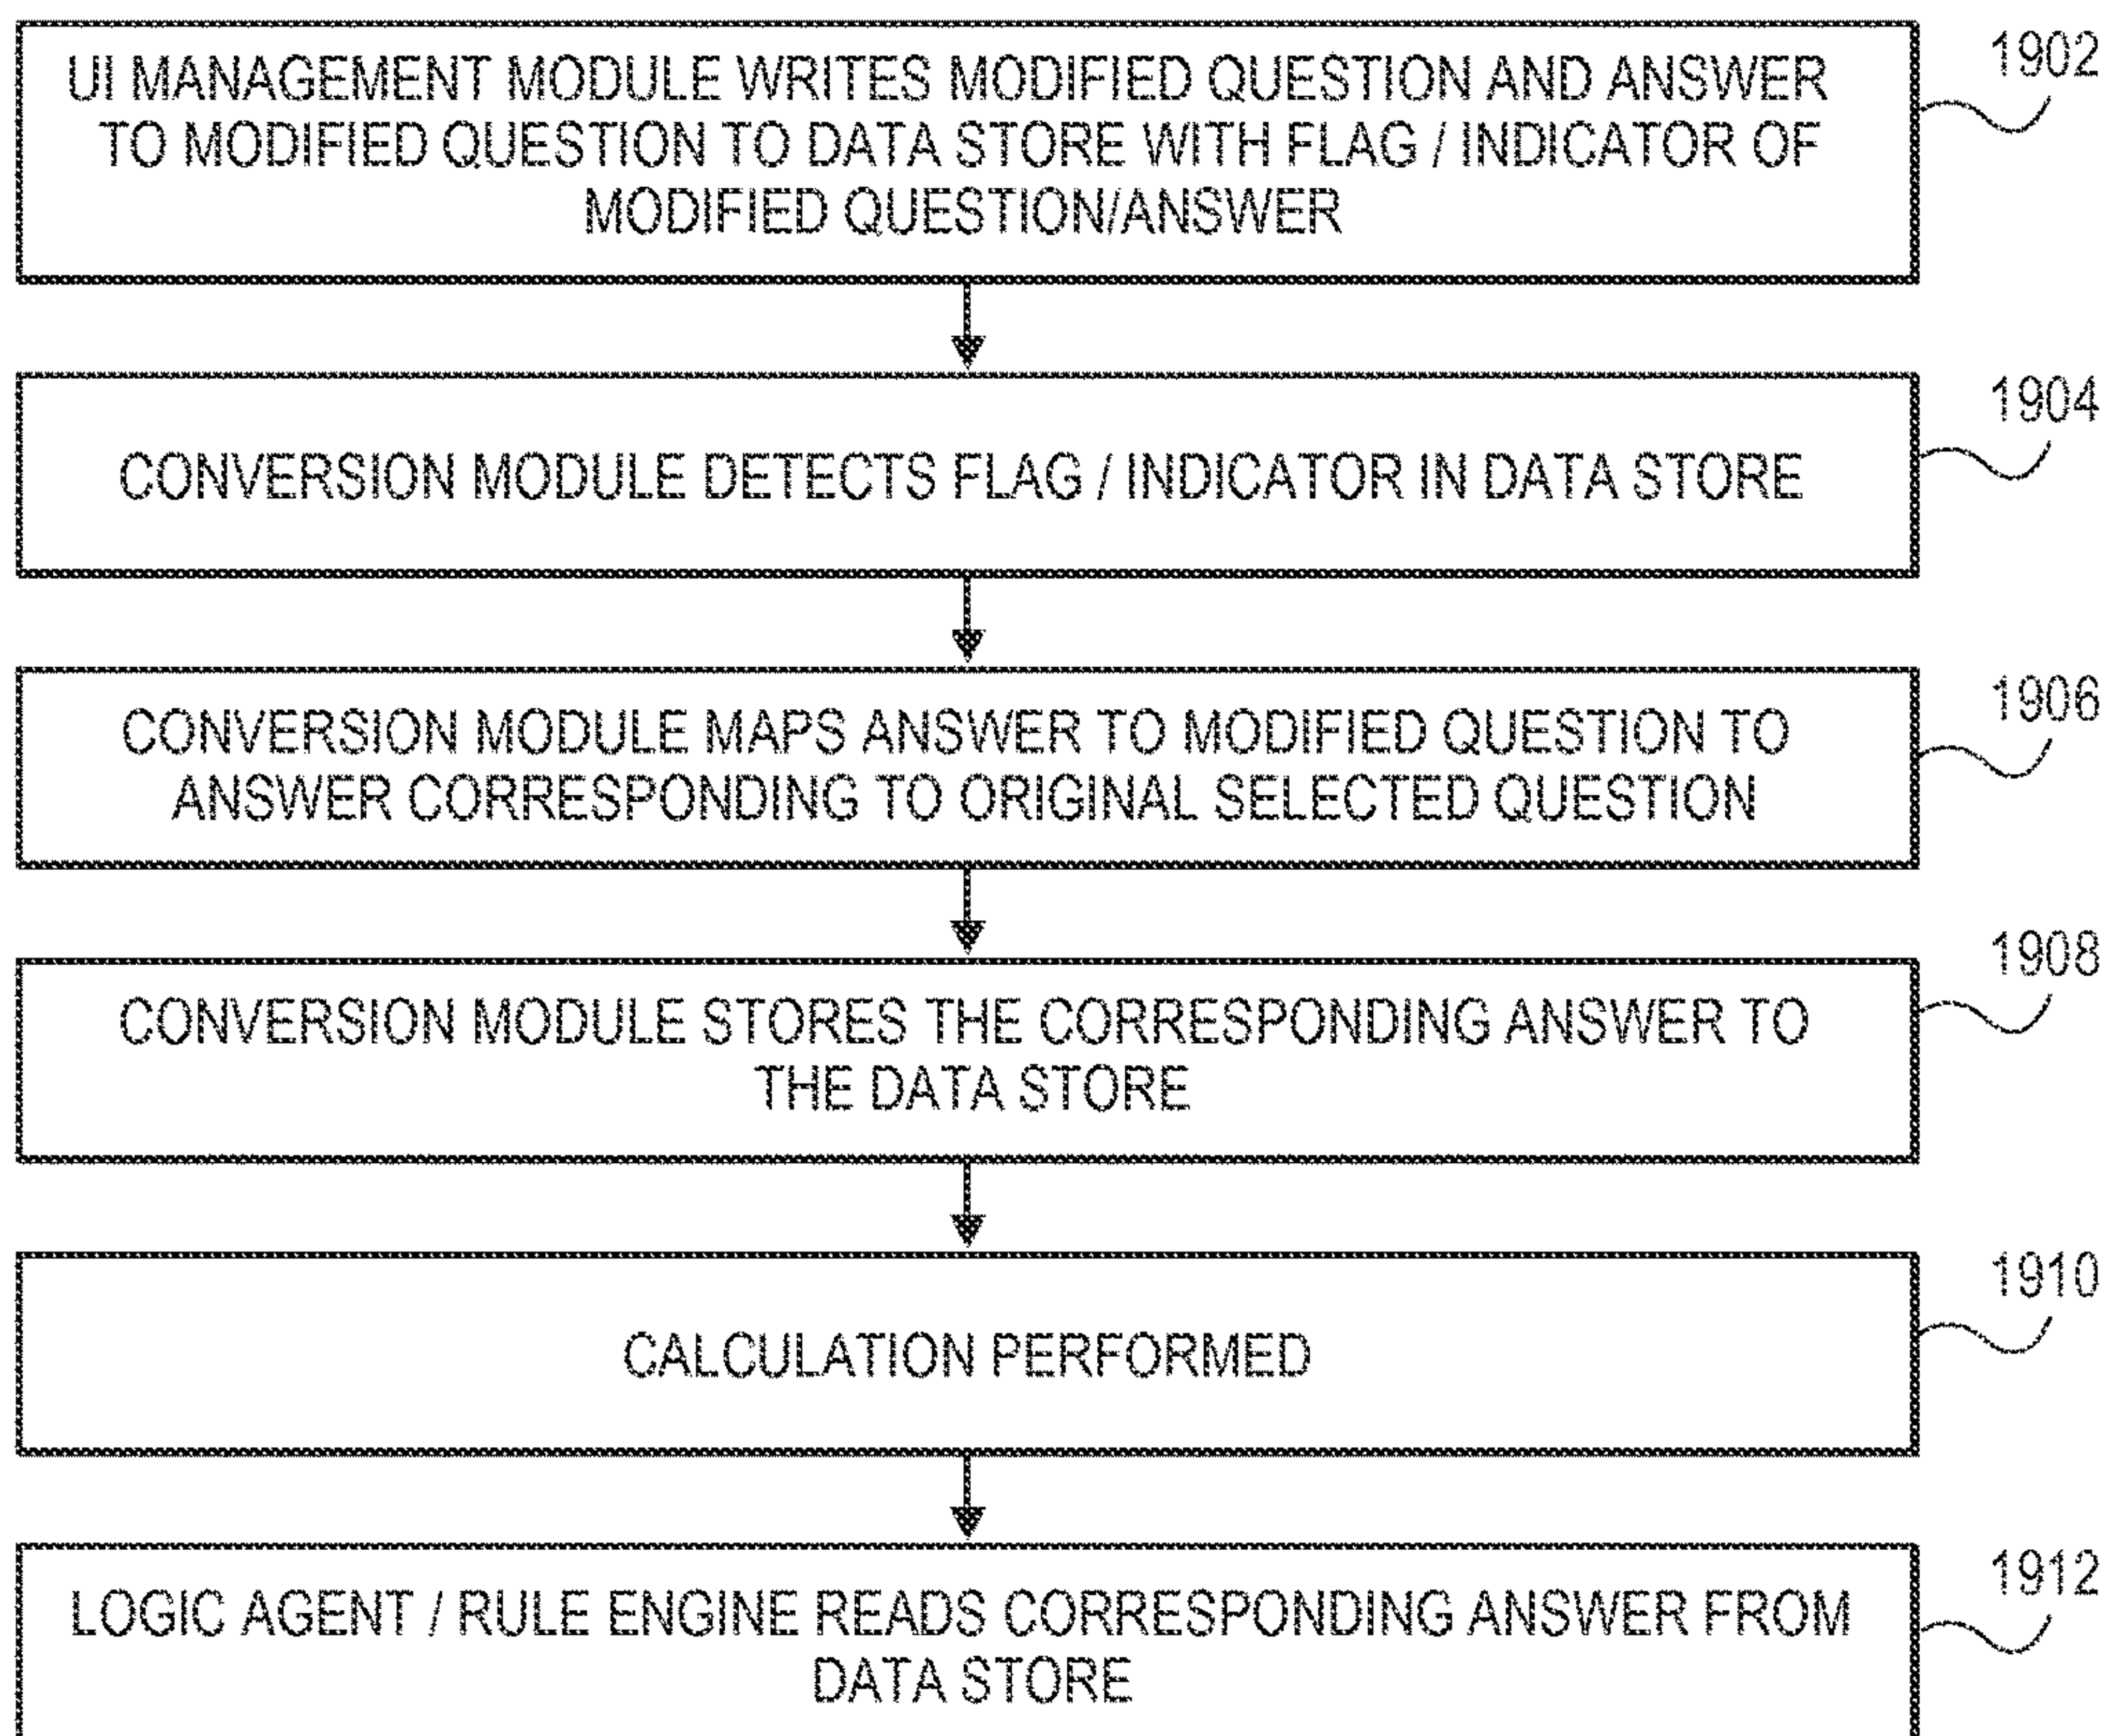 UI MANAGEMENT MODULE WRITES MODIFIED QUESTION AND ANSWER
TO MODIFIED QUESTION TO DATA STORE WITH FLAG / INDICATOR OF
MODIFIED QUESTION/ANSWER
1902
CONVERSION MODULE DETECTS FLAG / INDICATOR IN DATA STORE
1904
CONVERSION MODULE MAPS ANSWER TO MODIFIED QUESTION TO
ANSWER CORRESPONDING TO ORIGINAL SELECTED QUESTION
1906
CONVERSION MODULE STORES THE CORRESPONDING ANSWER TO
THE DATA STORE
1908
CALCULATION PERFORMED
1910
LOGIC AGENT / RULE ENGINE READS CORRESPONDING ANSWER FROM
DATA STORE
1912